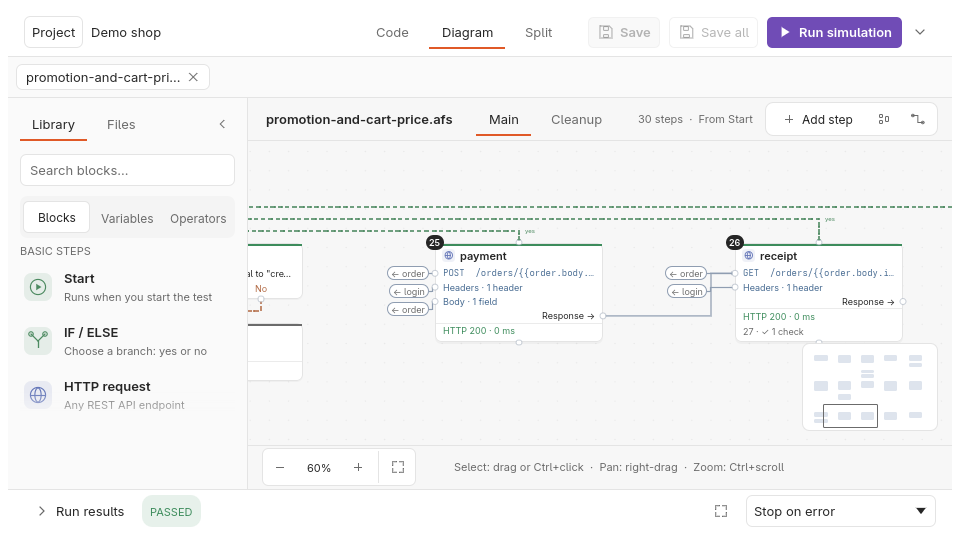 Project
Demo shop
Code
Diagram
Split
Save
Save all
Run simulation
promotion-and-cart-pri...
Library
Files
promotion-and-cart-price.afs
Main
Cleanup
30 steps · From Start
Add step
Search blocks...
Blocks
Variables
Operators
BASIC STEPS
Start
Runs when you start the test
IF / ELSE
Choose a branch: yes or no
HTTP request
Any REST API endpoint
al to "cre...
No
yes
25
payment
← order
← login
← order
POST /orders/{{order.body...
Headers · 1 header
Body · 1 field
Response →
HTTP 200 · 0 ms
yes
26
receipt
← order
← login
GET /orders/{{order.body.i...
Headers · 1 header
Response →
HTTP 200 · 0 ms
27 · ✓ 1 check
60%
Select: drag or Ctrl+click · Pan: right-drag · Zoom: Ctrl+scroll
Run results
PASSED
Stop on error